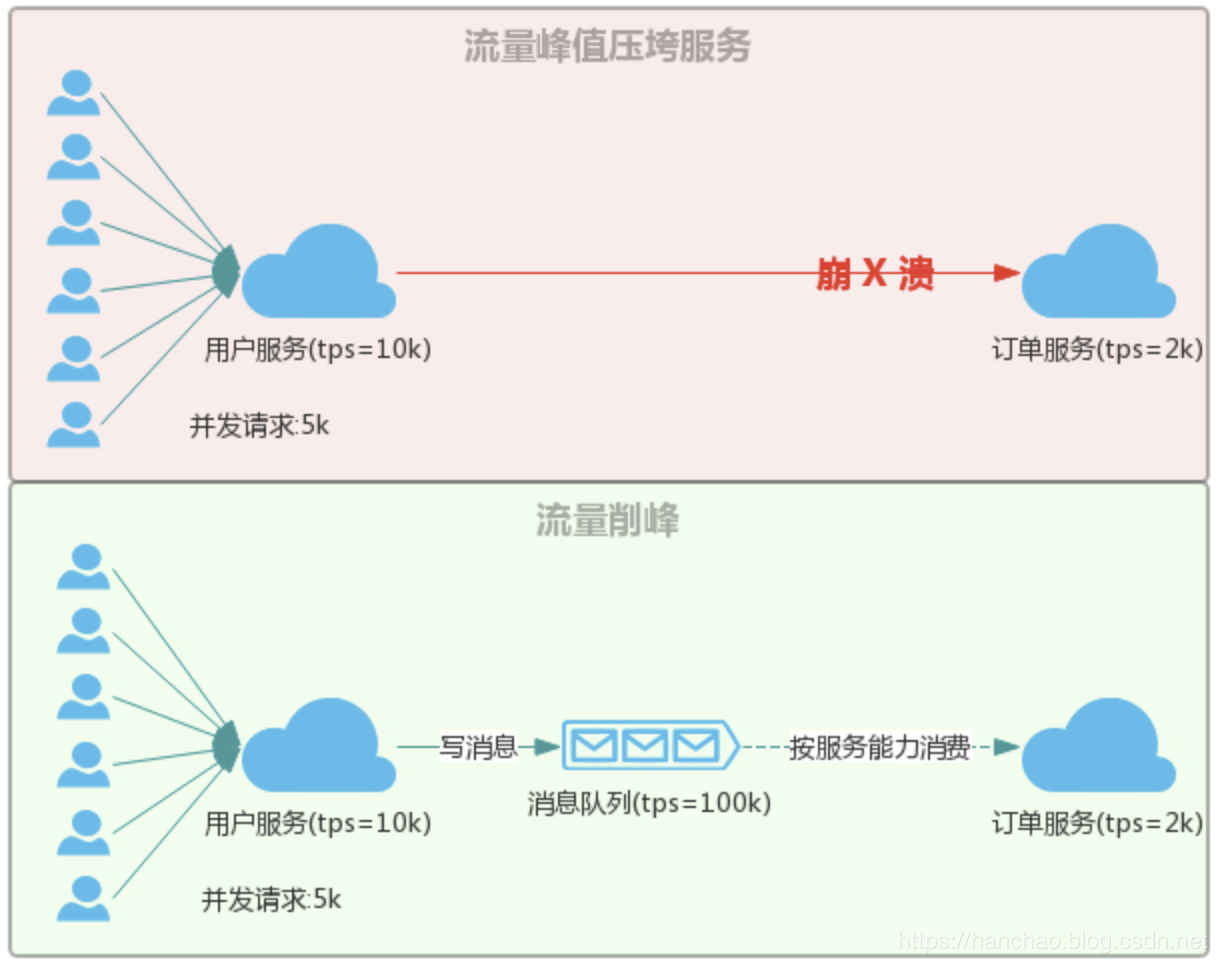 流量峰值压垮服务
崩 X 溃
用户服务(tps=10k)
订单服务(tps=2k)
并发请求:5k
流量削峰
写消息
按服务能力消费
消息队列(tps=100k)
用户服务(tps=10k)
订单服务(tps=2k)
并发请求:5k
https://hanchao.blog.csdn.net